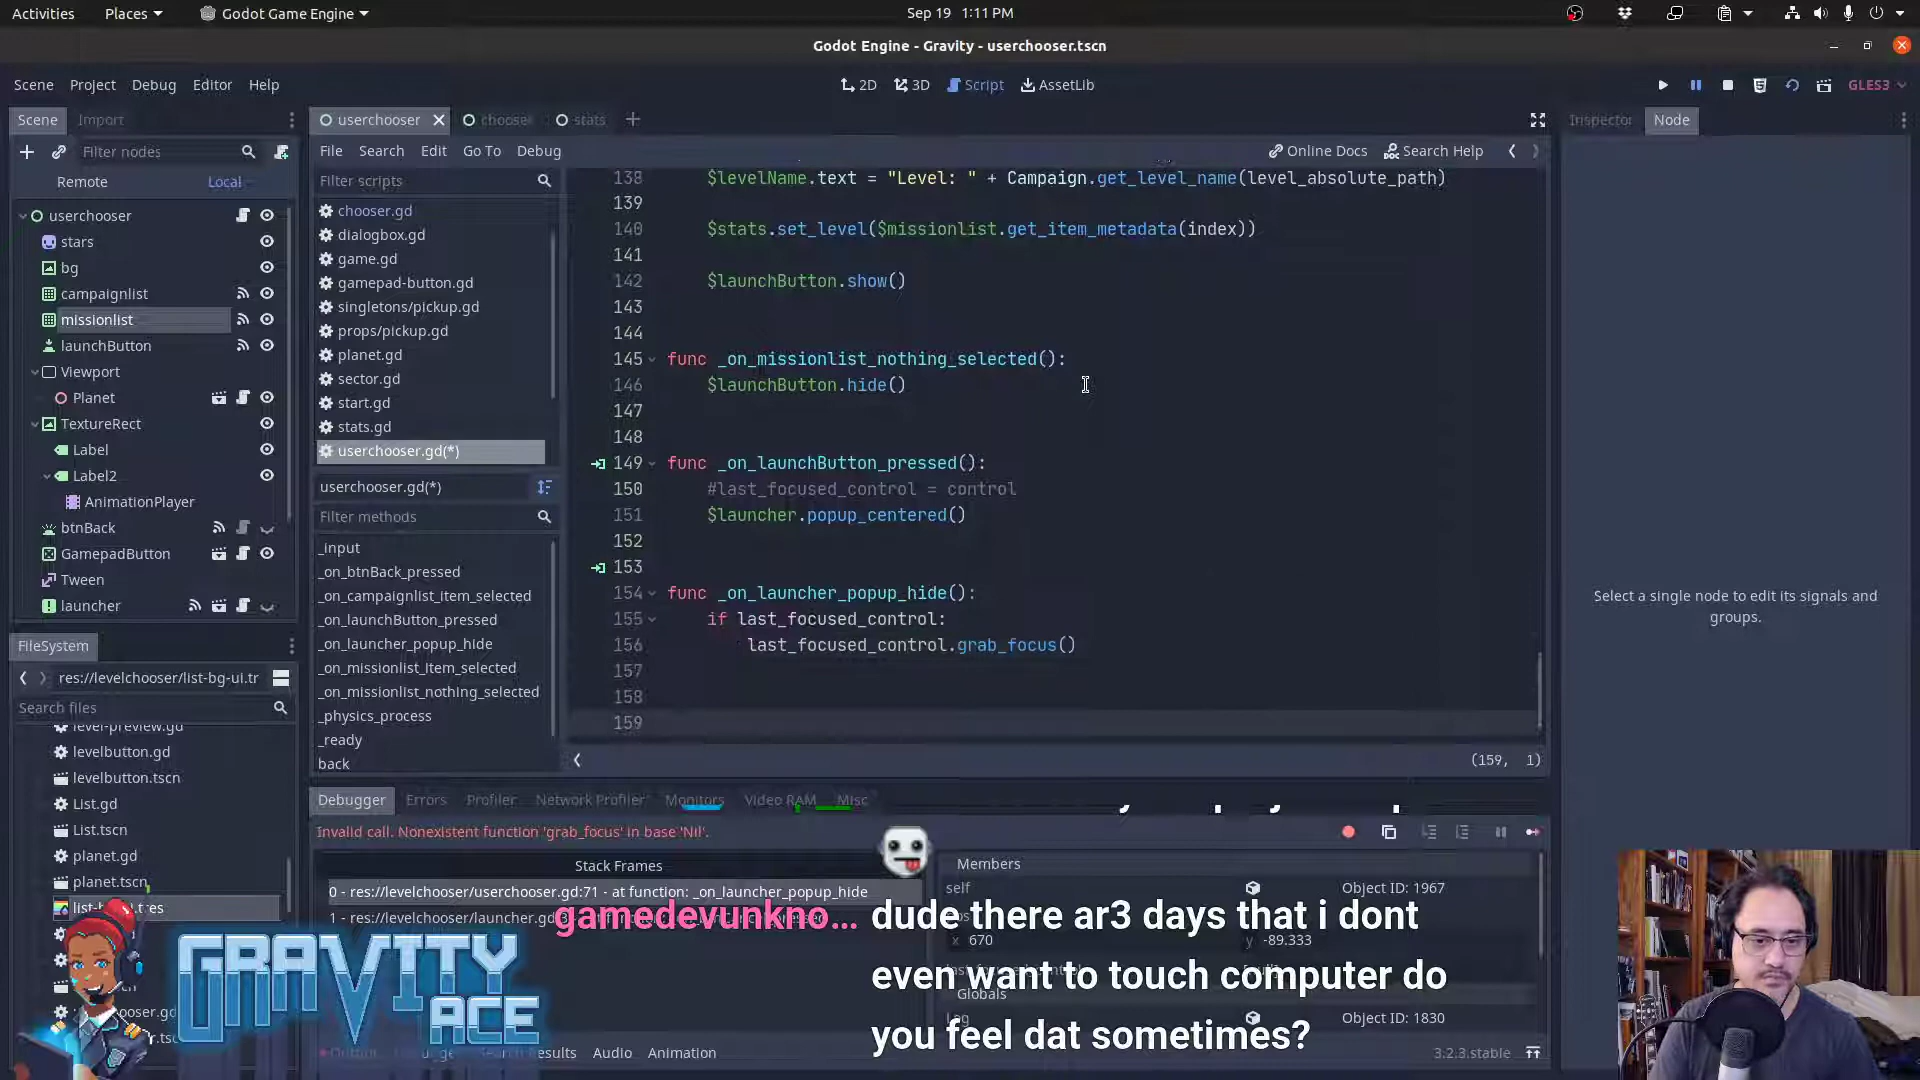 Activities Places Godot Game Engine Sep 19 1:11 PM
Godot Engine - Gravity - userchooser.tscn
Scene Project Debug Editor Help 2D 3D Script AssetLib GLES3
Scene Import userchooser chooser stats Inspector Node
Filter nodes File Search Edit Go To Debug Online Docs Search Help
Remote Local
userchooser
stars
bg
campaignlist
missionlist
launchButton
Viewport
Planet
TextureRect
Label
Label2
AnimationPlayer
btnBack
GamepadButton
Tween
launcher
FileSystem
res://levelchooser/list-bg-ui.tr
Search files
level-preview.gd
levelbutton.gd
levelbutton.tscn
List.gd
List.tscn
planet.gd
planet.tscn
Filter scripts
chooser.gd
dialogbox.gd
game.gd
gamepad-button.gd
singletons/pickup.gd
props/pickup.gd
planet.gd
sector.gd
start.gd
stats.gd
userchooser.gd(*)
userchooser.gd(*)
Filter methods
_input
_on_btnBack_pressed
_on_campaignlist_item_selected
_on_launchButton_pressed
_on_launcher_popup_hide
_on_missionlist_item_selected
_on_missionlist_nothing_selected
_physics_process
_ready
back
138 $levelName.text = "Level: " + Campaign.get_level_name(level_absolute_path)
139
140 $stats.set_level($missionlist.get_item_metadata(index))
141
142 $launchButton.show()
143
144
145 func _on_missionlist_nothing_selected():
146 $launchButton.hide()
147
148
149 func _on_launchButton_pressed():
150 #last_focused_control = control
151 $launcher.popup_centered()
152
153
154 func _on_launcher_popup_hide():
155 if last_focused_control:
156 last_focused_control.grab_focus()
157
158
159
(159, 1)
Select a single node to edit its signals and
groups.
Debugger Errors Profiler Network Profiler Monitors Video RAM Misc
Invalid call. Nonexistent function 'grab_focus' in base 'Nil'.
Stack Frames
0 - res://levelchooser/userchooser.gd:71 - at function: _on_launcher_popup_hide
1 - res://levelchooser/launcher.gd
Members
self Object ID: 1967
x 670 y -89.333
Globals
Object ID: 1830
gamedevunkno... dude there ar3 days that i dont
even want to touch computer do
you feel dat sometimes?
GRAVITY
ACE
Results Audio Animation 3.2.3.stable